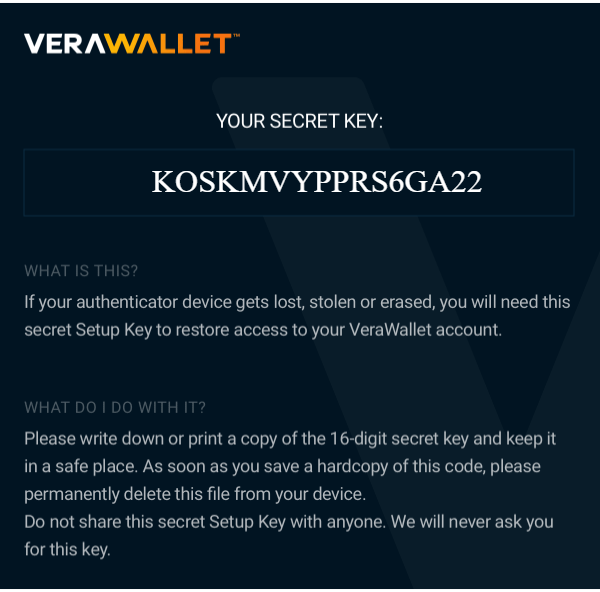 VERAWALLET™
YOUR SECRET KEY:
KOSKMVYPPRS6GA22
WHAT IS THIS?
If your authenticator device gets lost, stolen or erased, you will need this
secret Setup Key to restore access to your VeraWallet account.
WHAT DO I DO WITH IT?
Please write down or print a copy of the 16-digit secret key and keep it
in a safe place. As soon as you save a hardcopy of this code, please
permanently delete this file from your device.
Do not share this secret Setup Key with anyone. We will never ask you
for this key.